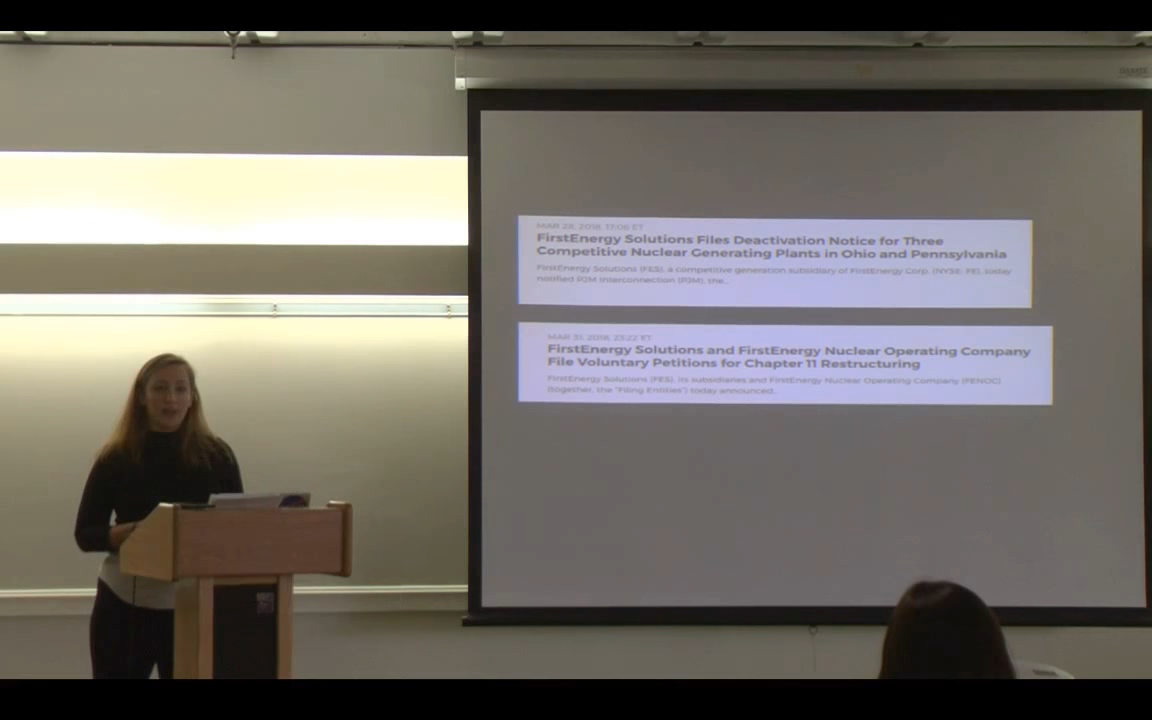 MAR 29, 2018, 17:06 ET
FirstEnergy Solutions Files Deactivation Notice for Three
Competitive Nuclear Generating Plants in Ohio and Pennsylvania
FirstEnergy Solutions (FES), a competitive generation subsidiary of FirstEnergy Corp. (NYSE: FE), today
notified PJM Interconnection (PJM), the...
MAR 31, 2018, 23:22 ET
FirstEnergy Solutions and FirstEnergy Nuclear Operating Company
File Voluntary Petitions for Chapter 11 Restructuring
FirstEnergy Solutions (FES), its subsidiaries and FirstEnergy Nuclear Operating Company (FENOC)
(together, the "Filing Entities") today announced...